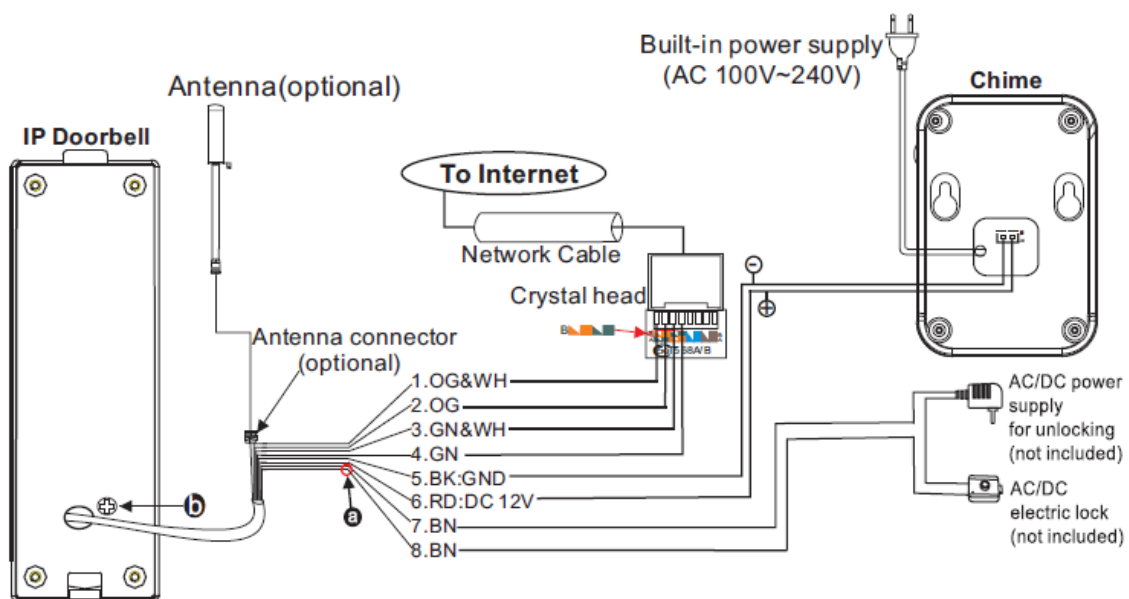 Built-in power supply
(AC 100V~240V)
Chime
Antenna(optional)
IP Doorbell
To Internet
Network Cable
Crystal head
B
568A/B
Antenna connector
(optional)
1.OG&WH
2.OG
3.GN&WH
4.GN
5.BK:GND
6.RD:DC 12V
7.BN
8.BN
a
b
AC/DC power
supply
for unlocking
(not included)
AC/DC
electric lock
(not included)